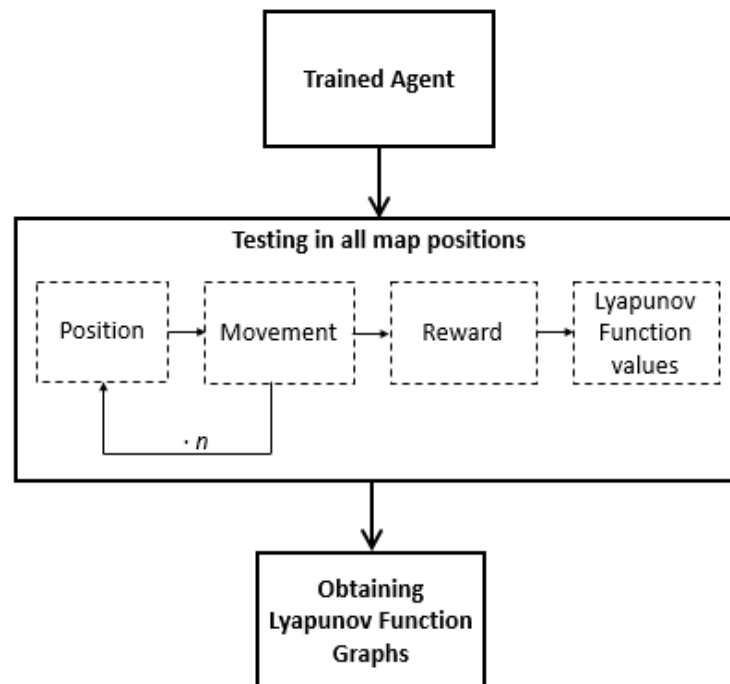 Trained Agent
Testing in all map positions
Position
Movement
Reward
Lyapunov
Function
values
· n
Obtaining
Lyapunov Function
Graphs